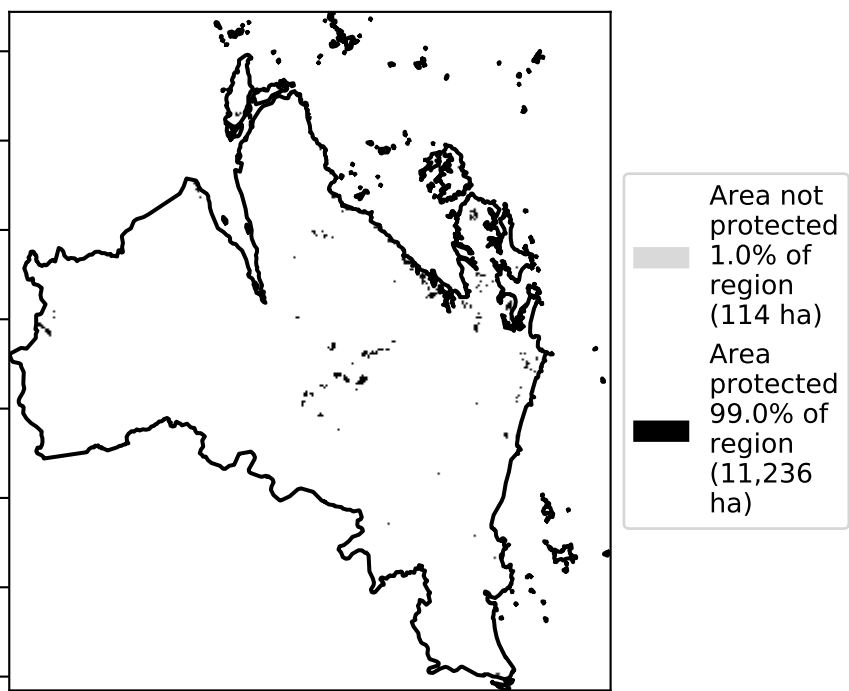 Area not
protected
1.0% of
region
(114 ha)
Area
protected
99.0% of
region
(11,236
ha)